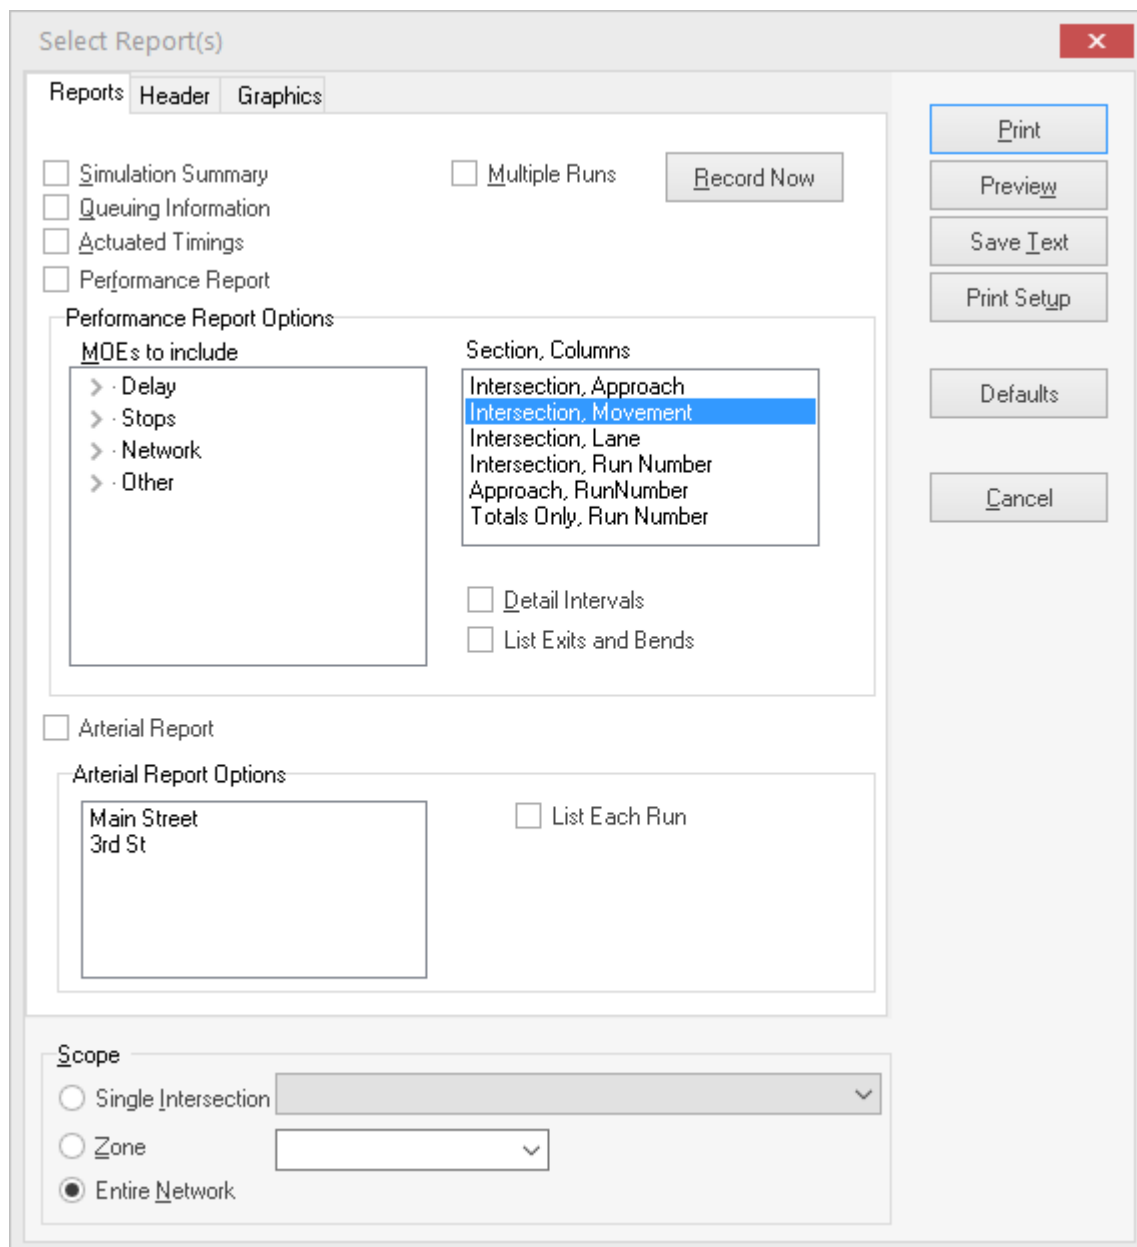 Select Report(s)
Reports Header Graphics
Print
Simulation Summary Multiple Runs Record Now
Preview
Queuing Information
Actuated Timings
Save Text
Performance Report
Print Setup
Performance Report Options
MOEs to include Section, Columns
Delay
Stops
Network
Other
Intersection, Approach
Intersection, Movement
Intersection, Lane
Intersection, Run Number
Approach, RunNumber
Totals Only, Run Number
Defaults
Cancel
Detail Intervals
List Exits and Bends
Arterial Report
Arterial Report Options
Main Street
3rd St
List Each Run
Scope
Single Intersection
Zone
Entire Network